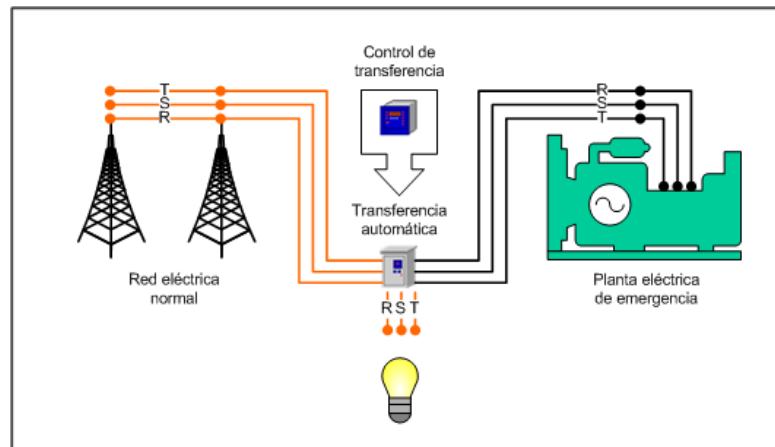 Control de
transferencia
T
S
R
R
S
T
Transferencia
automática
Red eléctrica
normal
Planta eléctrica
de emergencia
R S T